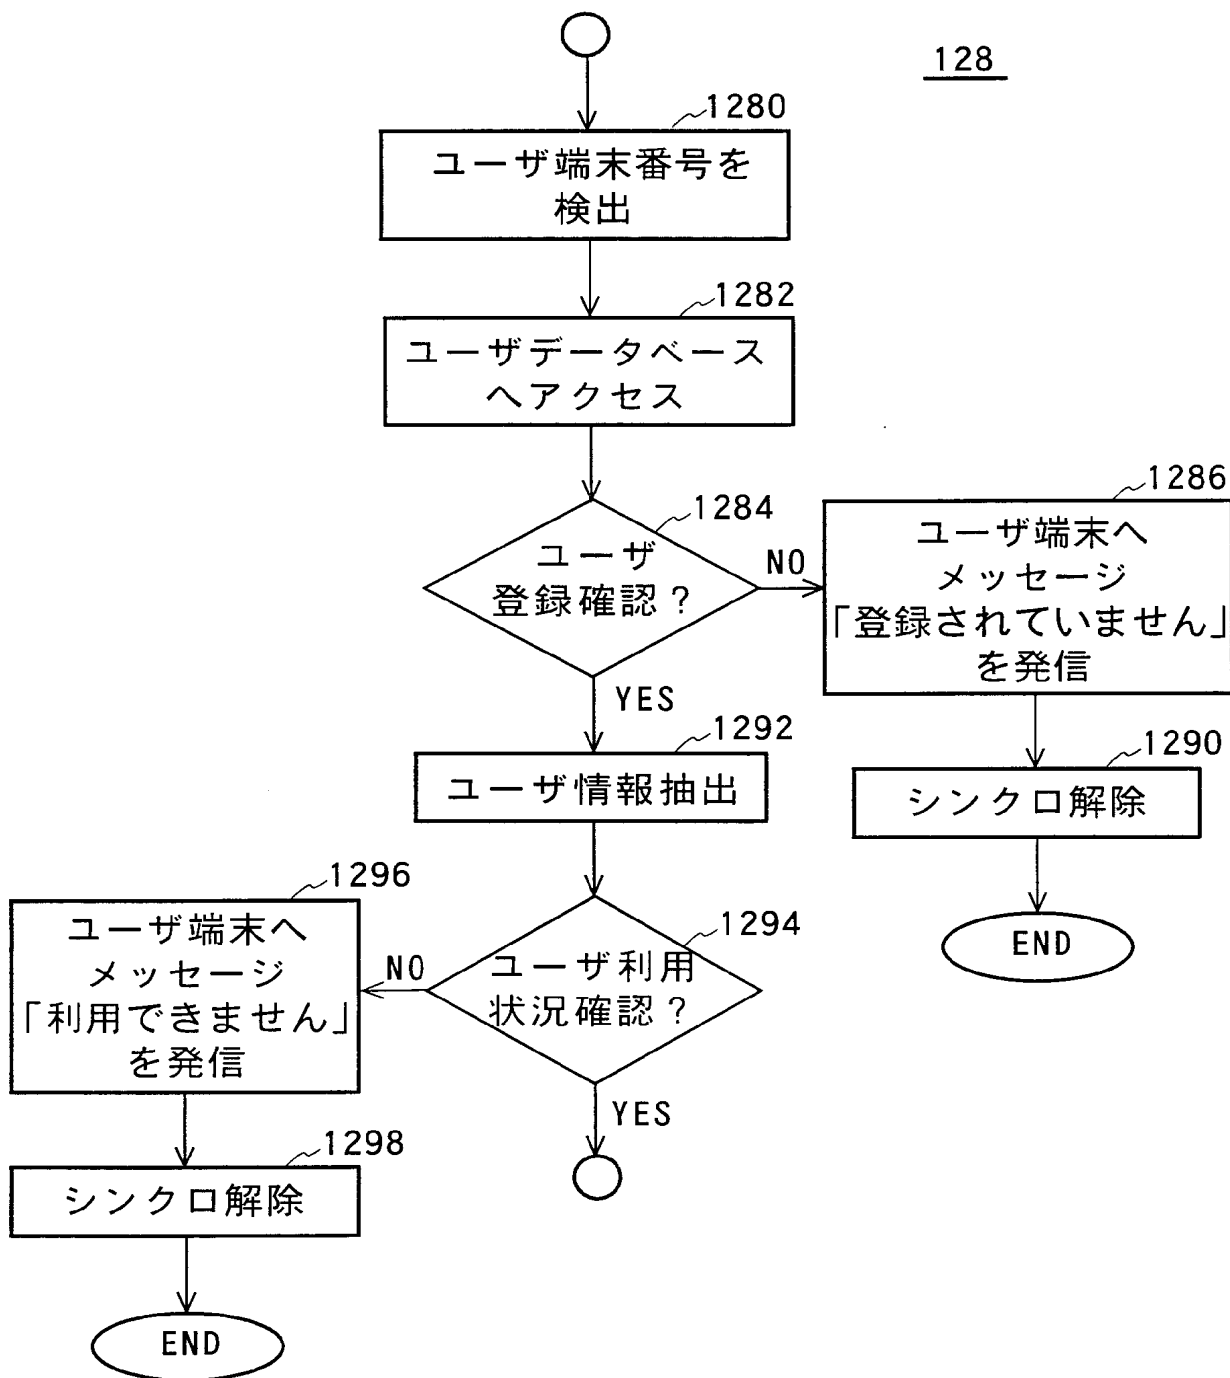 128
1280
ユーザ端末番号を
検出
1282
ユーザデータベース
へアクセス
1284
ユーザ
登録確認?
NO
YES
1286
ユーザ端末へ
メッセージ
「登録されていません」
を発信
1290
シンクロ解除
END
1292
ユーザ情報抽出
1294
ユーザ利用
状況確認?
NO
YES
1296
ユーザ端末へ
メッセージ
「利用できません」
を発信
1298
シンクロ解除
END